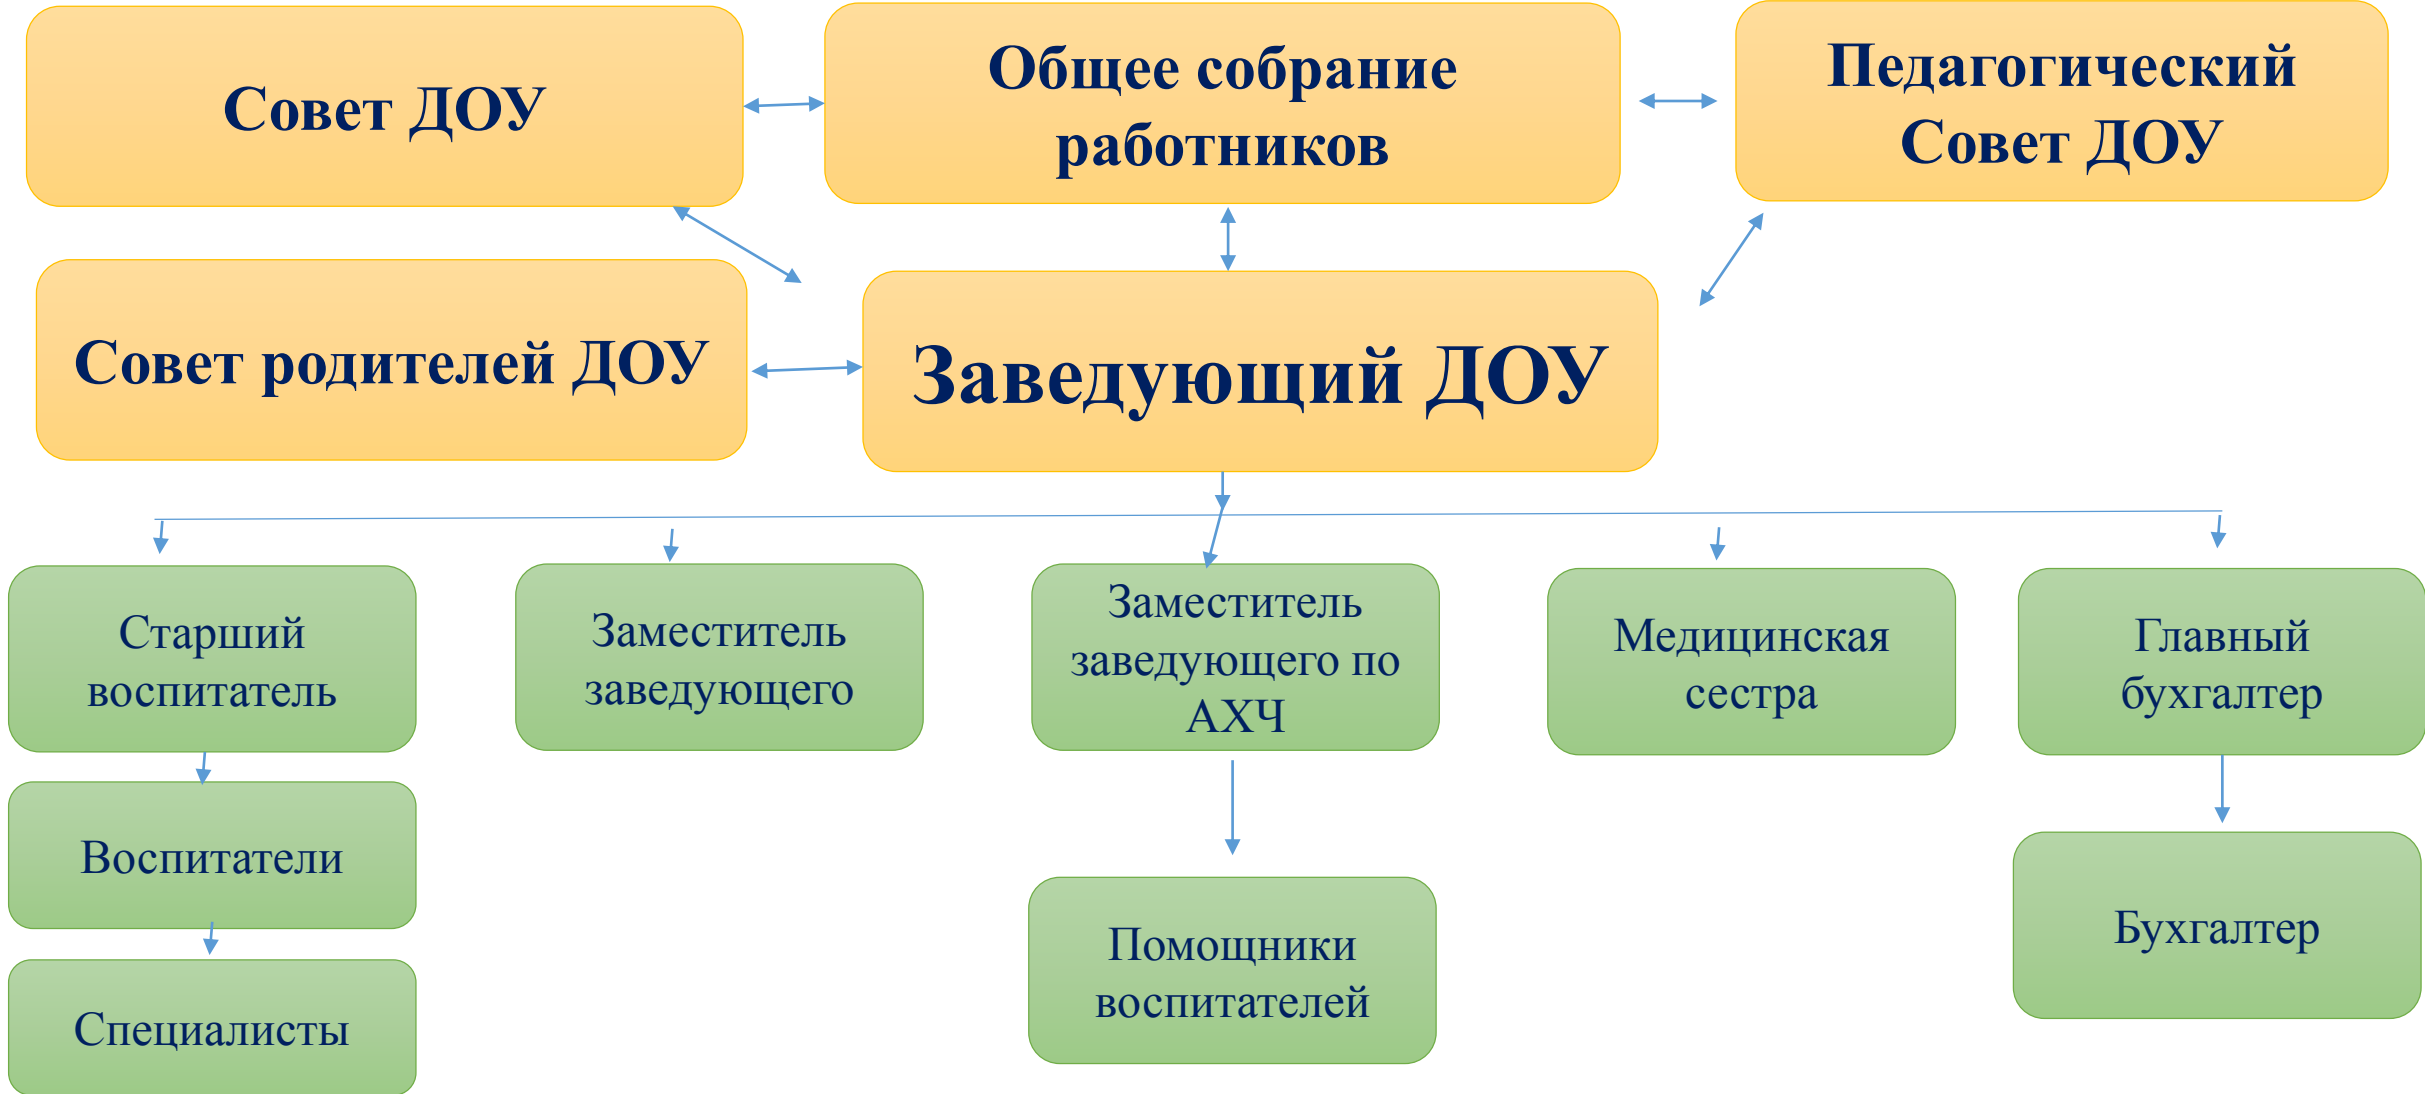 Совет ДОУ
Общее собрание
работников
Педагогический
Совет ДОУ
Совет родителей ДОУ
Заведующий ДОУ
Старший
воспитатель
Заместитель
заведующего
Заместитель
заведующего по
АХЧ
Медицинская
сестра
Главный
бухгалтер
Воспитатели
Специалисты
Помощники
воспитателей
Бухгалтер